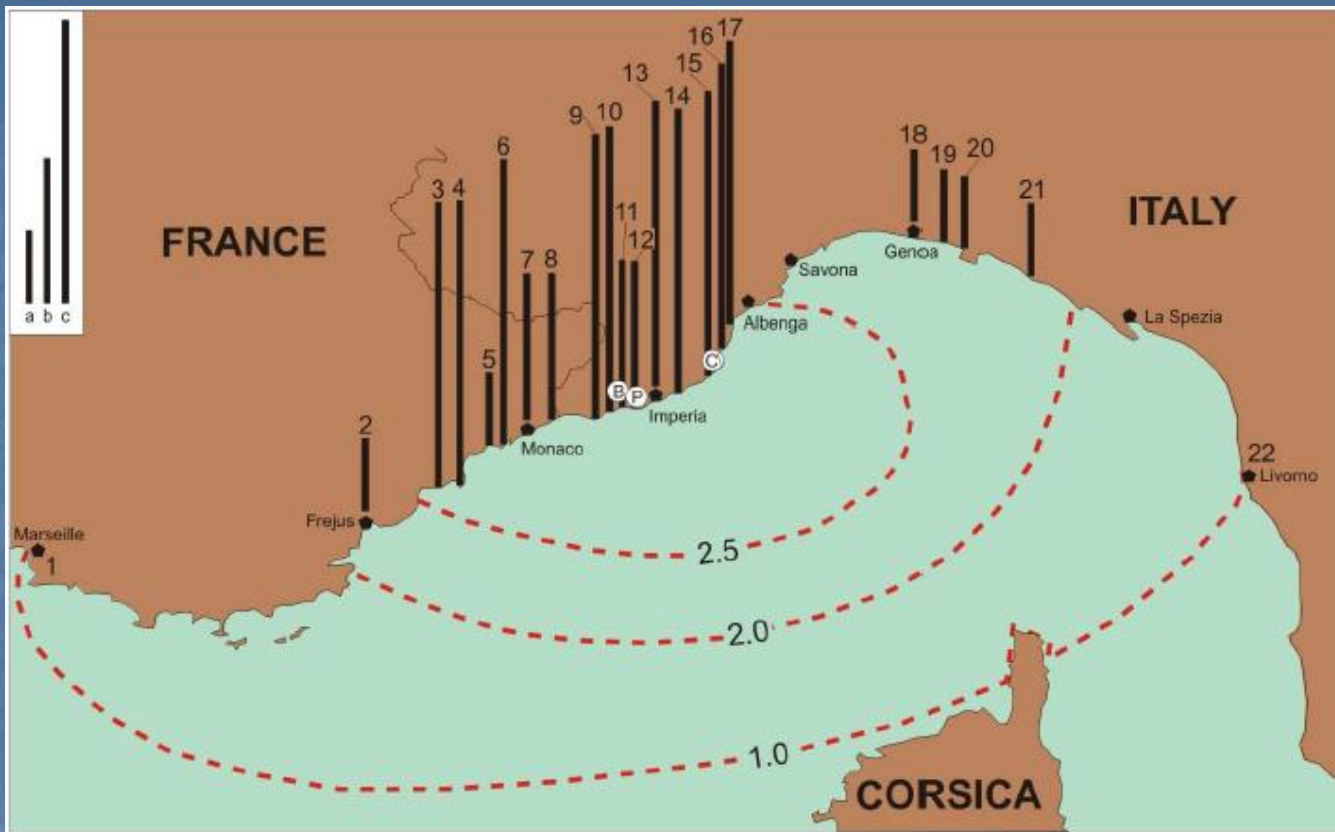 17
16
15
13
14
9
10
6
18
19
20
3
4
21
ITALY
FRANCE
11
12
7
8
Genoa
Savona
a b c
Albenga
La Spezia
5
C
B
P
Imperia
2
Monaco
22
Livorno
Frejus
Marseille
1
2.5
2.0
1.0
CORSICA